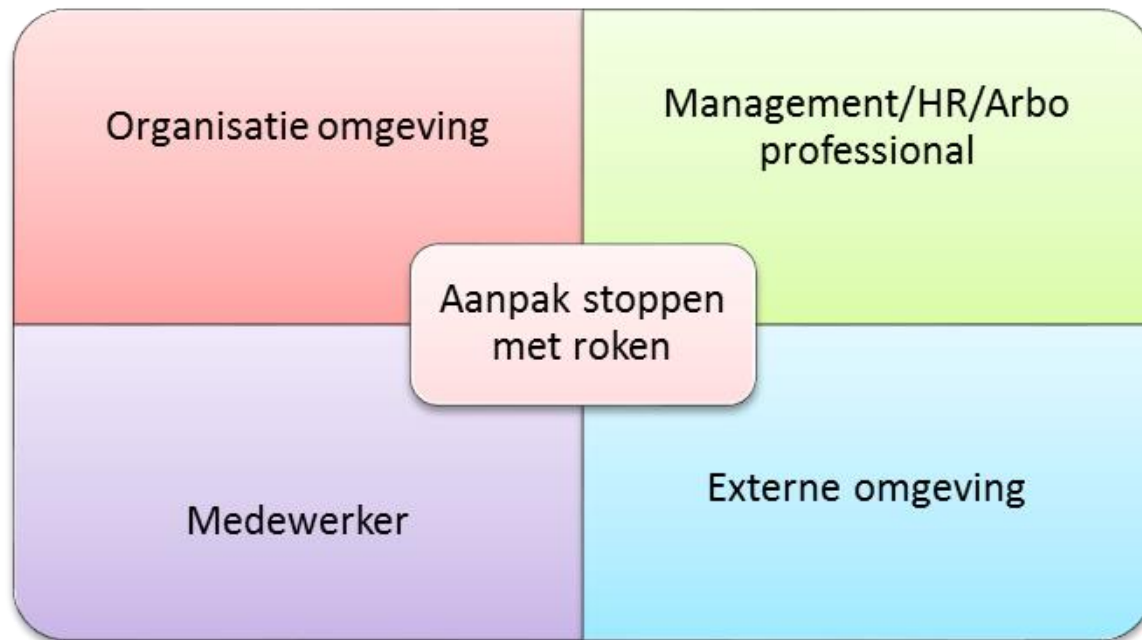 Organisatie omgeving
Management/HR/Arbo
professional
Aanpak stoppen
met roken
Medewerker
Externe omgeving